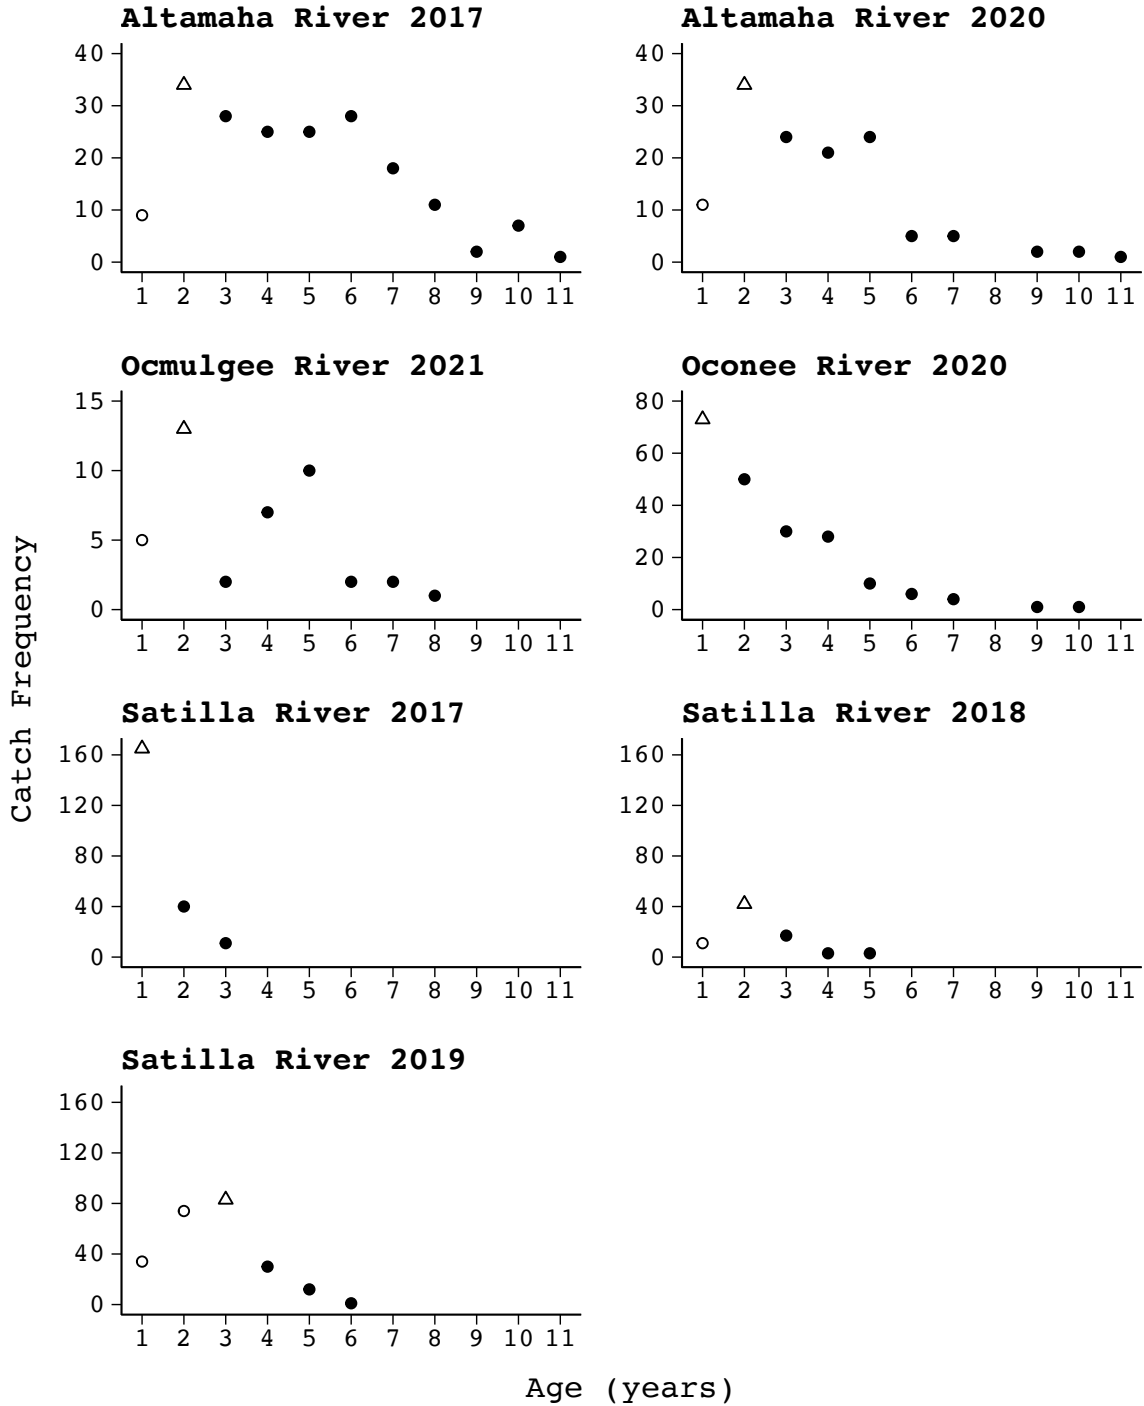 Altamaha River 2017
40
30
20
10
0
1 2 3 4 5 6 7 8 9 10 11
Altamaha River 2020
40
30
20
10
0
1 2 3 4 5 6 7 8 9 10 11
Ocmulgee River 2021
15
10
5
0
1 2 3 4 5 6 7 8 9 10 11
Oconee River 2020
80
60
40
20
0
1 2 3 4 5 6 7 8 9 10 11
Satilla River 2017
160
120
80
40
0
1 2 3 4 5 6 7 8 9 10 11
Satilla River 2018
160
120
80
40
0
1 2 3 4 5 6 7 8 9 10 11
Satilla River 2019
160
120
80
40
0
1 2 3 4 5 6 7 8 9 10 11
Catch Frequency
Age (years)